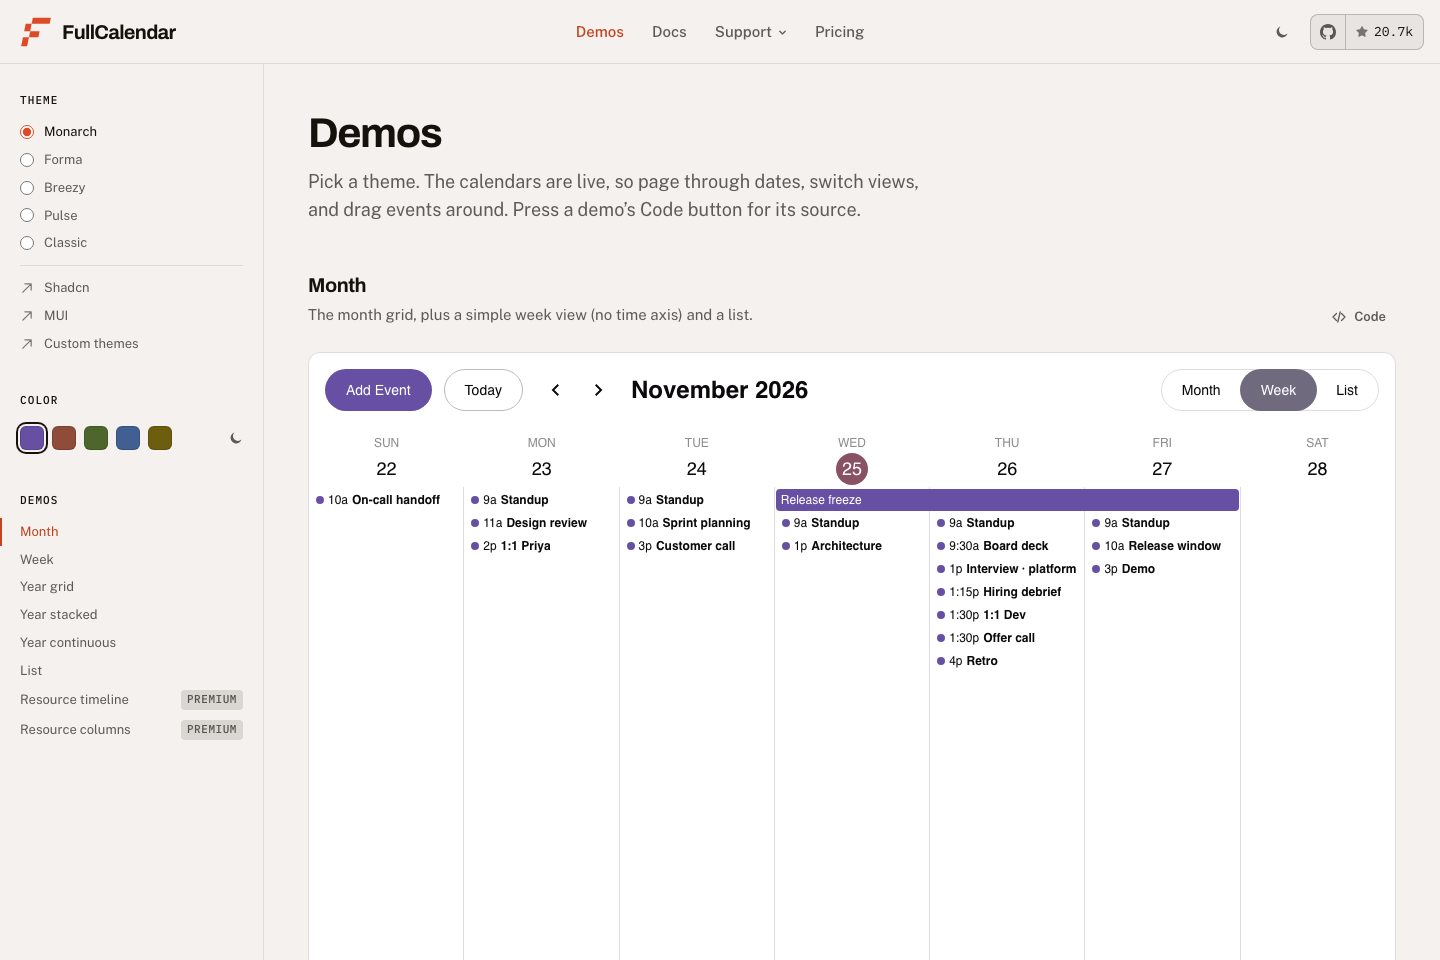 FullCalendar
Demos
Docs
Support
Pricing
20.7k
THEME
Monarch
Forma
Breezy
Pulse
Classic
Shadcn
MUI
Custom themes
COLOR
DEMOS
Month
Week
Year grid
Year stacked
Year continuous
List
Resource timeline PREMIUM
Resource columns PREMIUM
Demos
Pick a theme. The calendars are live, so page through dates, switch views,
and drag events around. Press a demo’s Code button for its source.
Month
The month grid, plus a simple week view (no time axis) and a list.
Code
Add Event
Today
November 2026
Month
Week
List
SUN
22
10a On-call handoff
MON
23
9a Standup
11a Design review
2p 1:1 Priya
TUE
24
9a Standup
10a Sprint planning
3p Customer call
WED
25
Release freeze
9a Standup
1p Architecture
THU
26
9a Standup
9:30a Board deck
1p Interview · platform
1:15p Hiring debrief
1:30p 1:1 Dev
1:30p Offer call
4p Retro
FRI
27
9a Standup
10a Release window
3p Demo
SAT
28